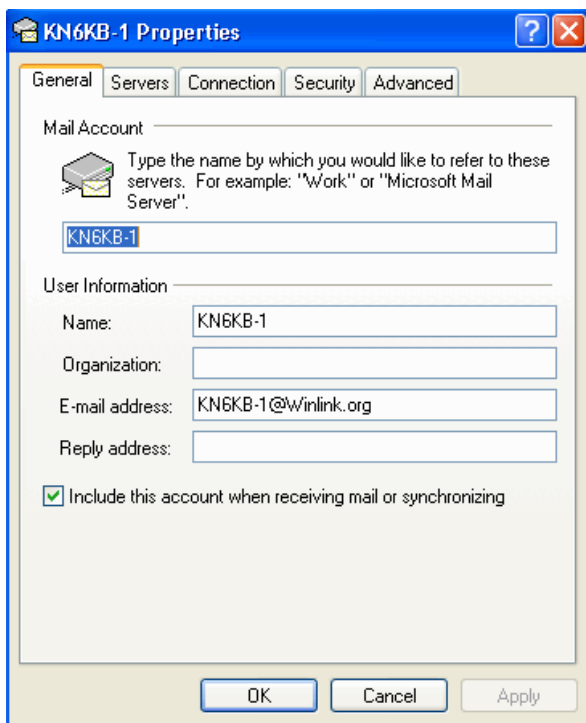 KN6KB-1 Properties
General Servers Connection Security Advanced
Mail Account
Type the name by which you would like to refer to these
servers. For example: "Work" or "Microsoft Mail
Server".
KN6KB-1
User Information
Name: KN6KB-1
Organization:
E-mail address: KN6KB-1@Winlink.org
Reply address:
Include this account when receiving mail or synchronizing
OK Cancel Apply